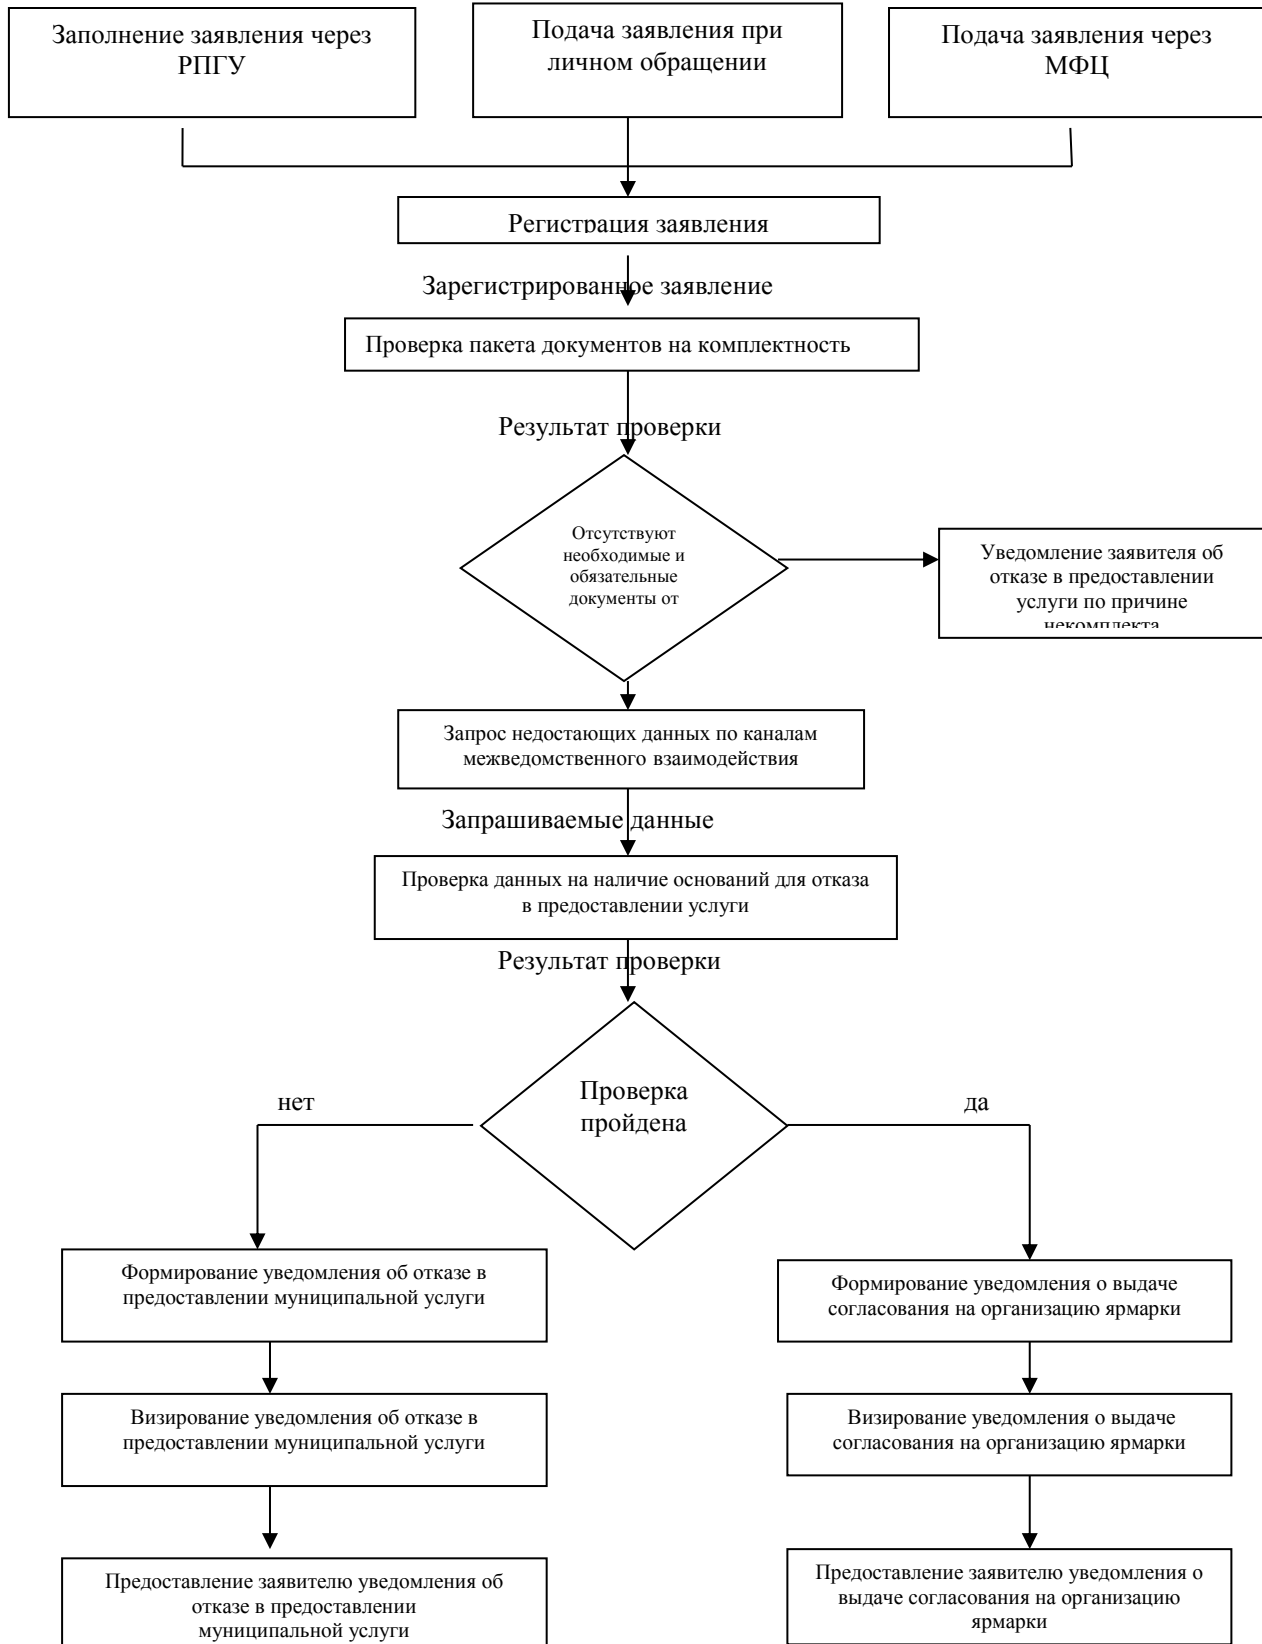 Заполнение заявления через
РПГУ
Подача заявления при
личном обращении
Подача заявления через
МФЦ
Регистрация заявления
Зарегистрированное заявление
Проверка пакета документов на комплектность
Результат проверки
Отсутствуют
необходимые и
обязательные
документы от
Уведомление заявителя об
отказе в предоставлении
услуги по причине
некомплекта
Запрос недостающих данных по каналам
межведомственного взаимодействия
Запрашиваемые данные
Проверка данных на наличие оснований для отказа
в предоставлении услуги
Результат проверки
Проверка
пройдена
нет
да
Формирование уведомления об отказе в
предоставлении муниципальной услуги
Формирование уведомления о выдаче
согласования на организацию ярмарки
Визирование уведомления об отказе в
предоставлении муниципальной услуги
Визирование уведомления о выдаче
согласования на организацию ярмарки
Предоставление заявителю уведомления об
отказе в предоставлении
муниципальной услуги
Предоставление заявителю уведомления о
выдаче согласования на организацию
ярмарки